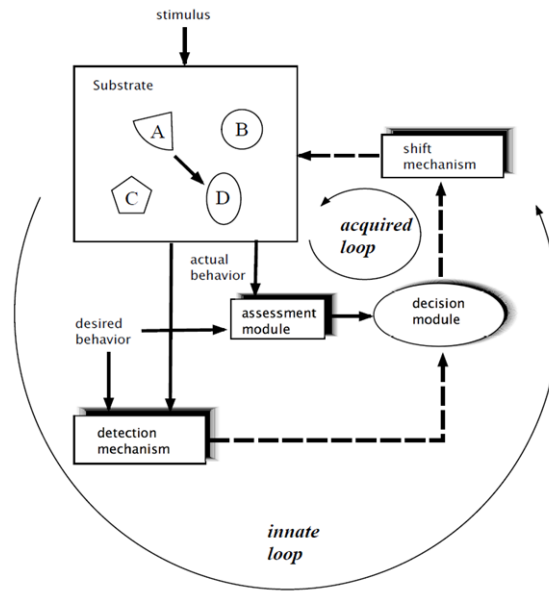 stimulus
Substrate
A
B
C
D
shift
mechanism
acquired
loop
actual
behavior
desired
behavior
assessment
module
decision
module
detection
mechanism
innate
loop